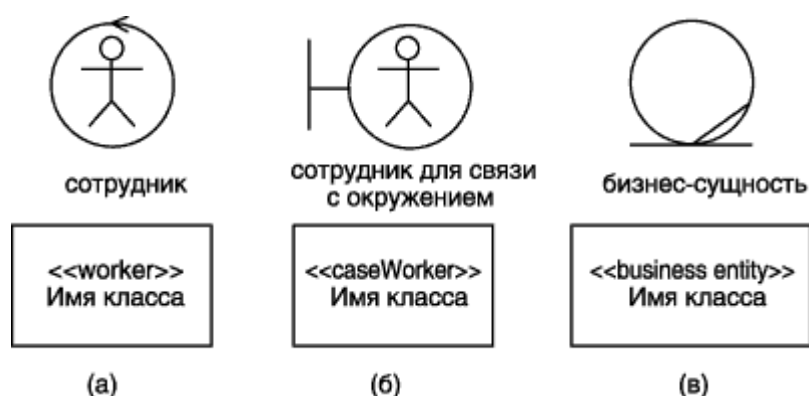 сотрудник
сотрудник для связи
с окружением
бизнес-сущность
<<worker>>
Имя класса
<<caseWorker>>
Имя класса
<<business entity>>
Имя класса
(а)
(б)
(в)